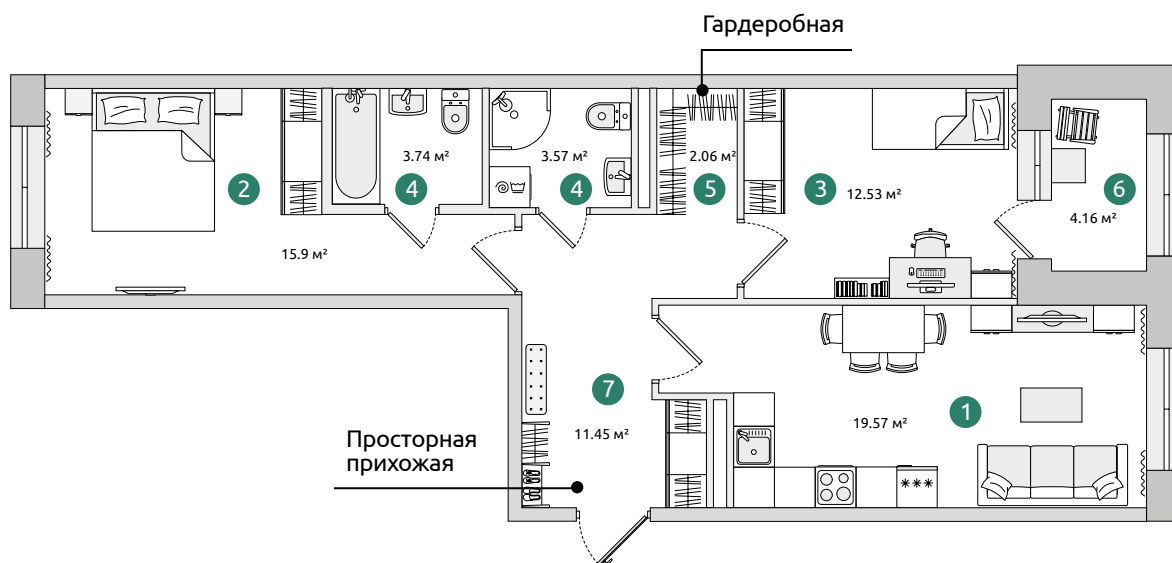 Гардеробная
3.74 м²
3.57 м²
2.06 м²
2
4
4
5
3
12.53 м²
6
4.16 м²
15.9 м²
7
11.45 м²
1
19.57 м²
Просторная
прихожая